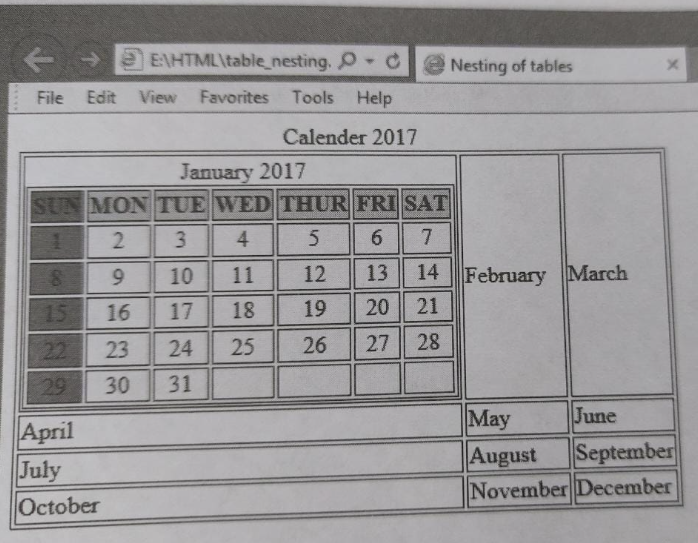 E:\HTML\table_nesting.
Nesting of tables
File Edit View Favorites Tools Help
Calender 2017
January 2017
SUN MON TUE WED THUR FRI SAT
1 2 3 4 5 6 7
8 9 10 11 12 13 14
15 16 17 18 19 20 21
22 23 24 25 26 27 28
29 30 31
February March
April May June
July August September
October November December